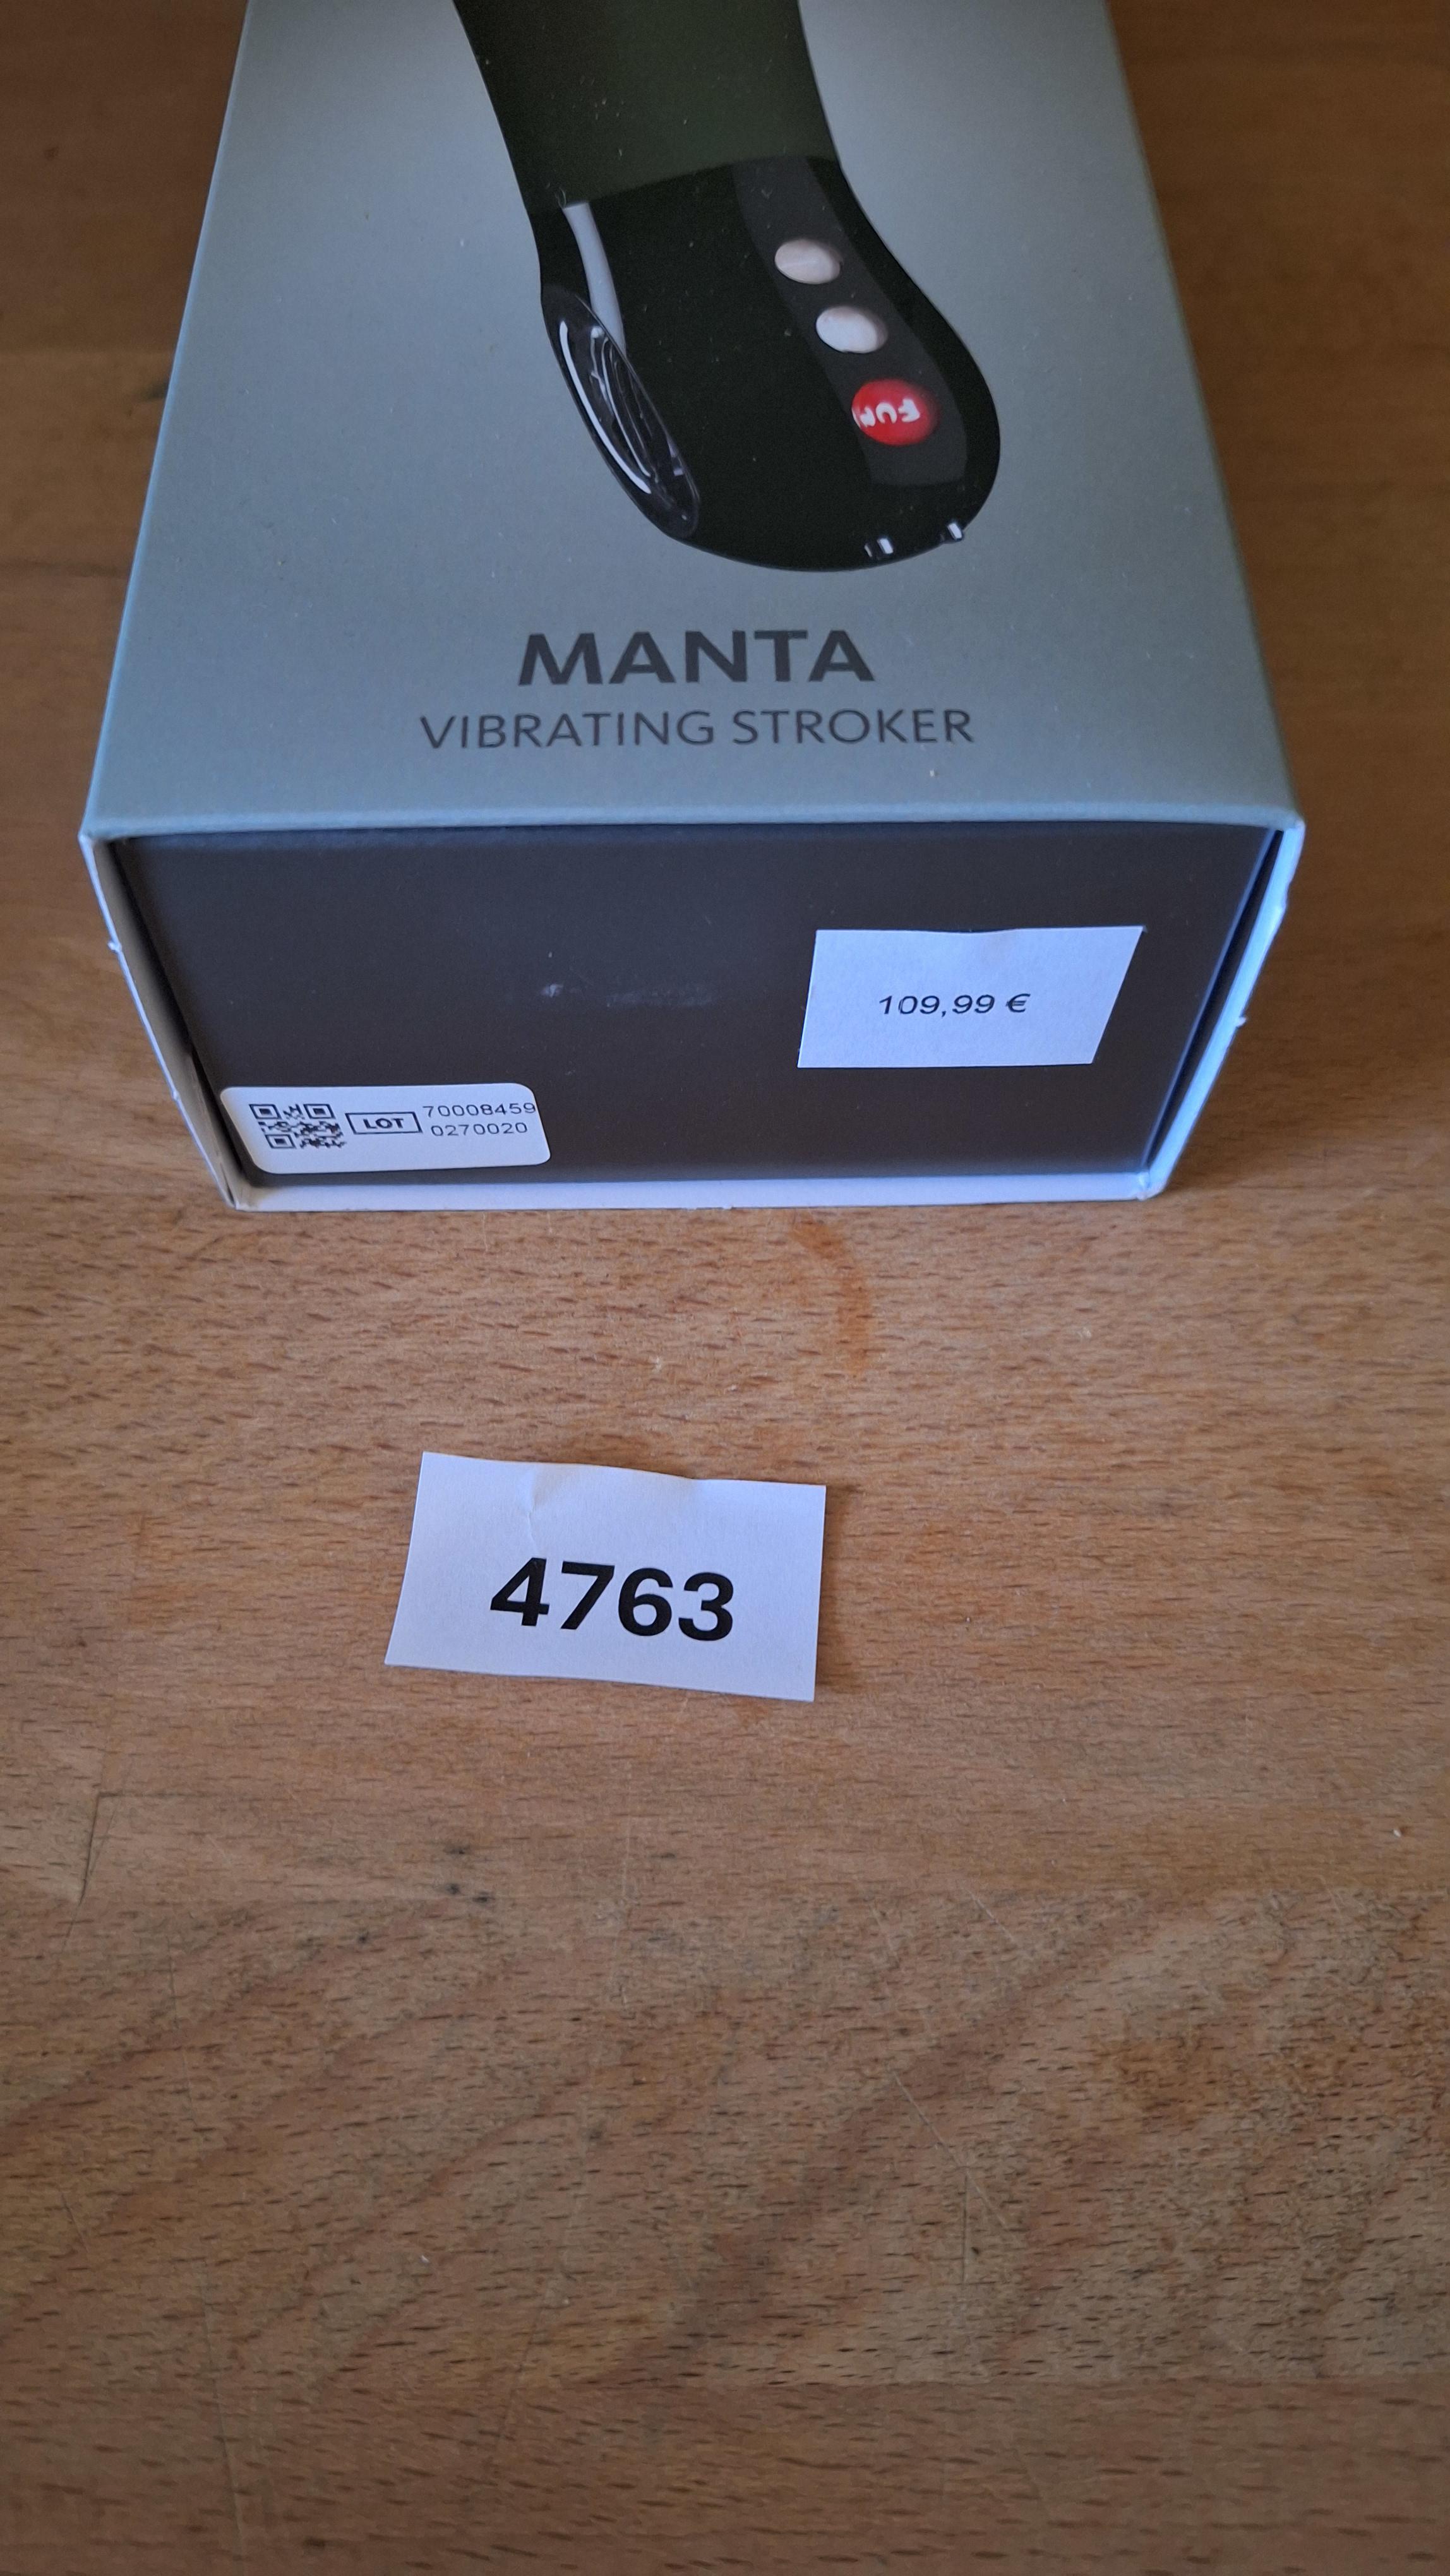 FUN
MANTA
VIBRATING STROKER
109,99 €
LOT
70008459
0270020
4763